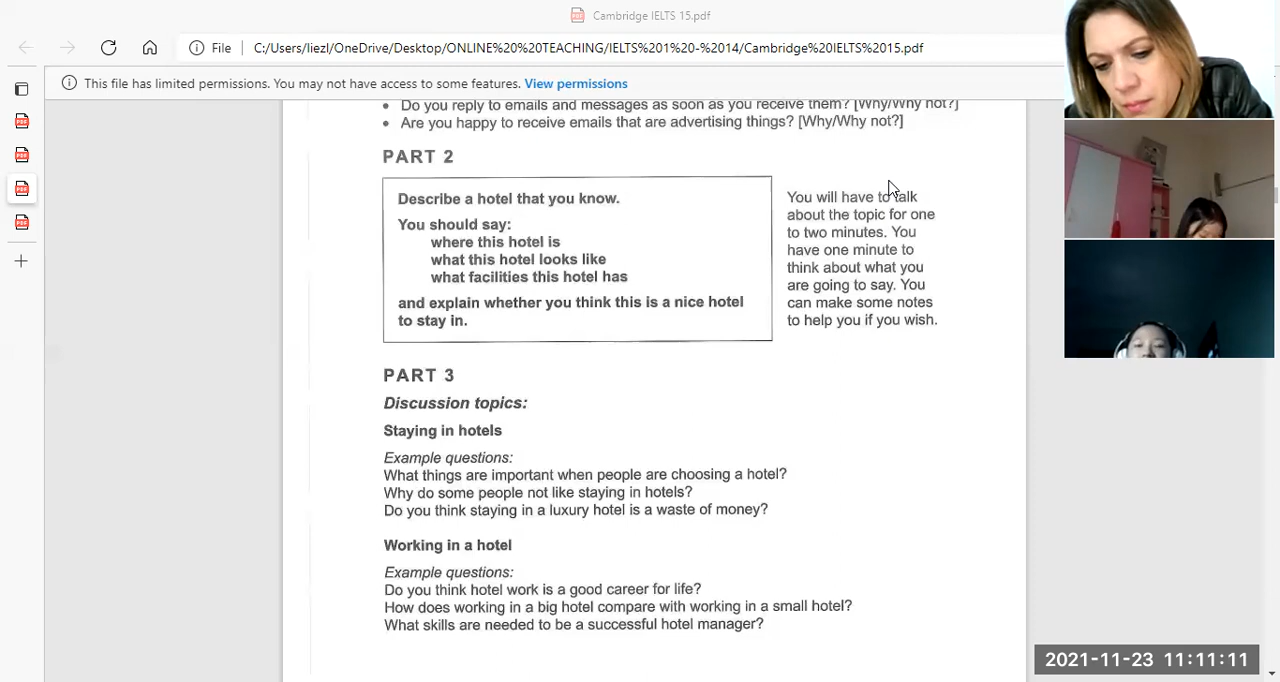 Cambridge IELTS 15.pdf
File C:/Users/liezl/OneDrive/Desktop/ONLINE%20%20TEACHING/IELTS%201%20-%2014/Cambridge%20IELTS%2015.pdf
This file has limited permissions. You may not have access to some features. View permissions
• Do you reply to emails and messages as soon as you receive them? [Why/Why not?]
• Are you happy to receive emails that are advertising things? [Why/Why not?]
PART 2
Describe a hotel that you know.
You should say:
where this hotel is
what this hotel looks like
what facilities this hotel has
and explain whether you think this is a nice hotel
to stay in.
You will have to talk
about the topic for one
to two minutes. You
have one minute to
think about what you
are going to say. You
can make some notes
to help you if you wish.
PART 3
Discussion topics:
Staying in hotels
Example questions:
What things are important when people are choosing a hotel?
Why do some people not like staying in hotels?
Do you think staying in a luxury hotel is a waste of money?
Working in a hotel
Example questions:
Do you think hotel work is a good career for life?
How does working in a big hotel compare with working in a small hotel?
What skills are needed to be a successful hotel manager?
2021-11-23 11:11:11